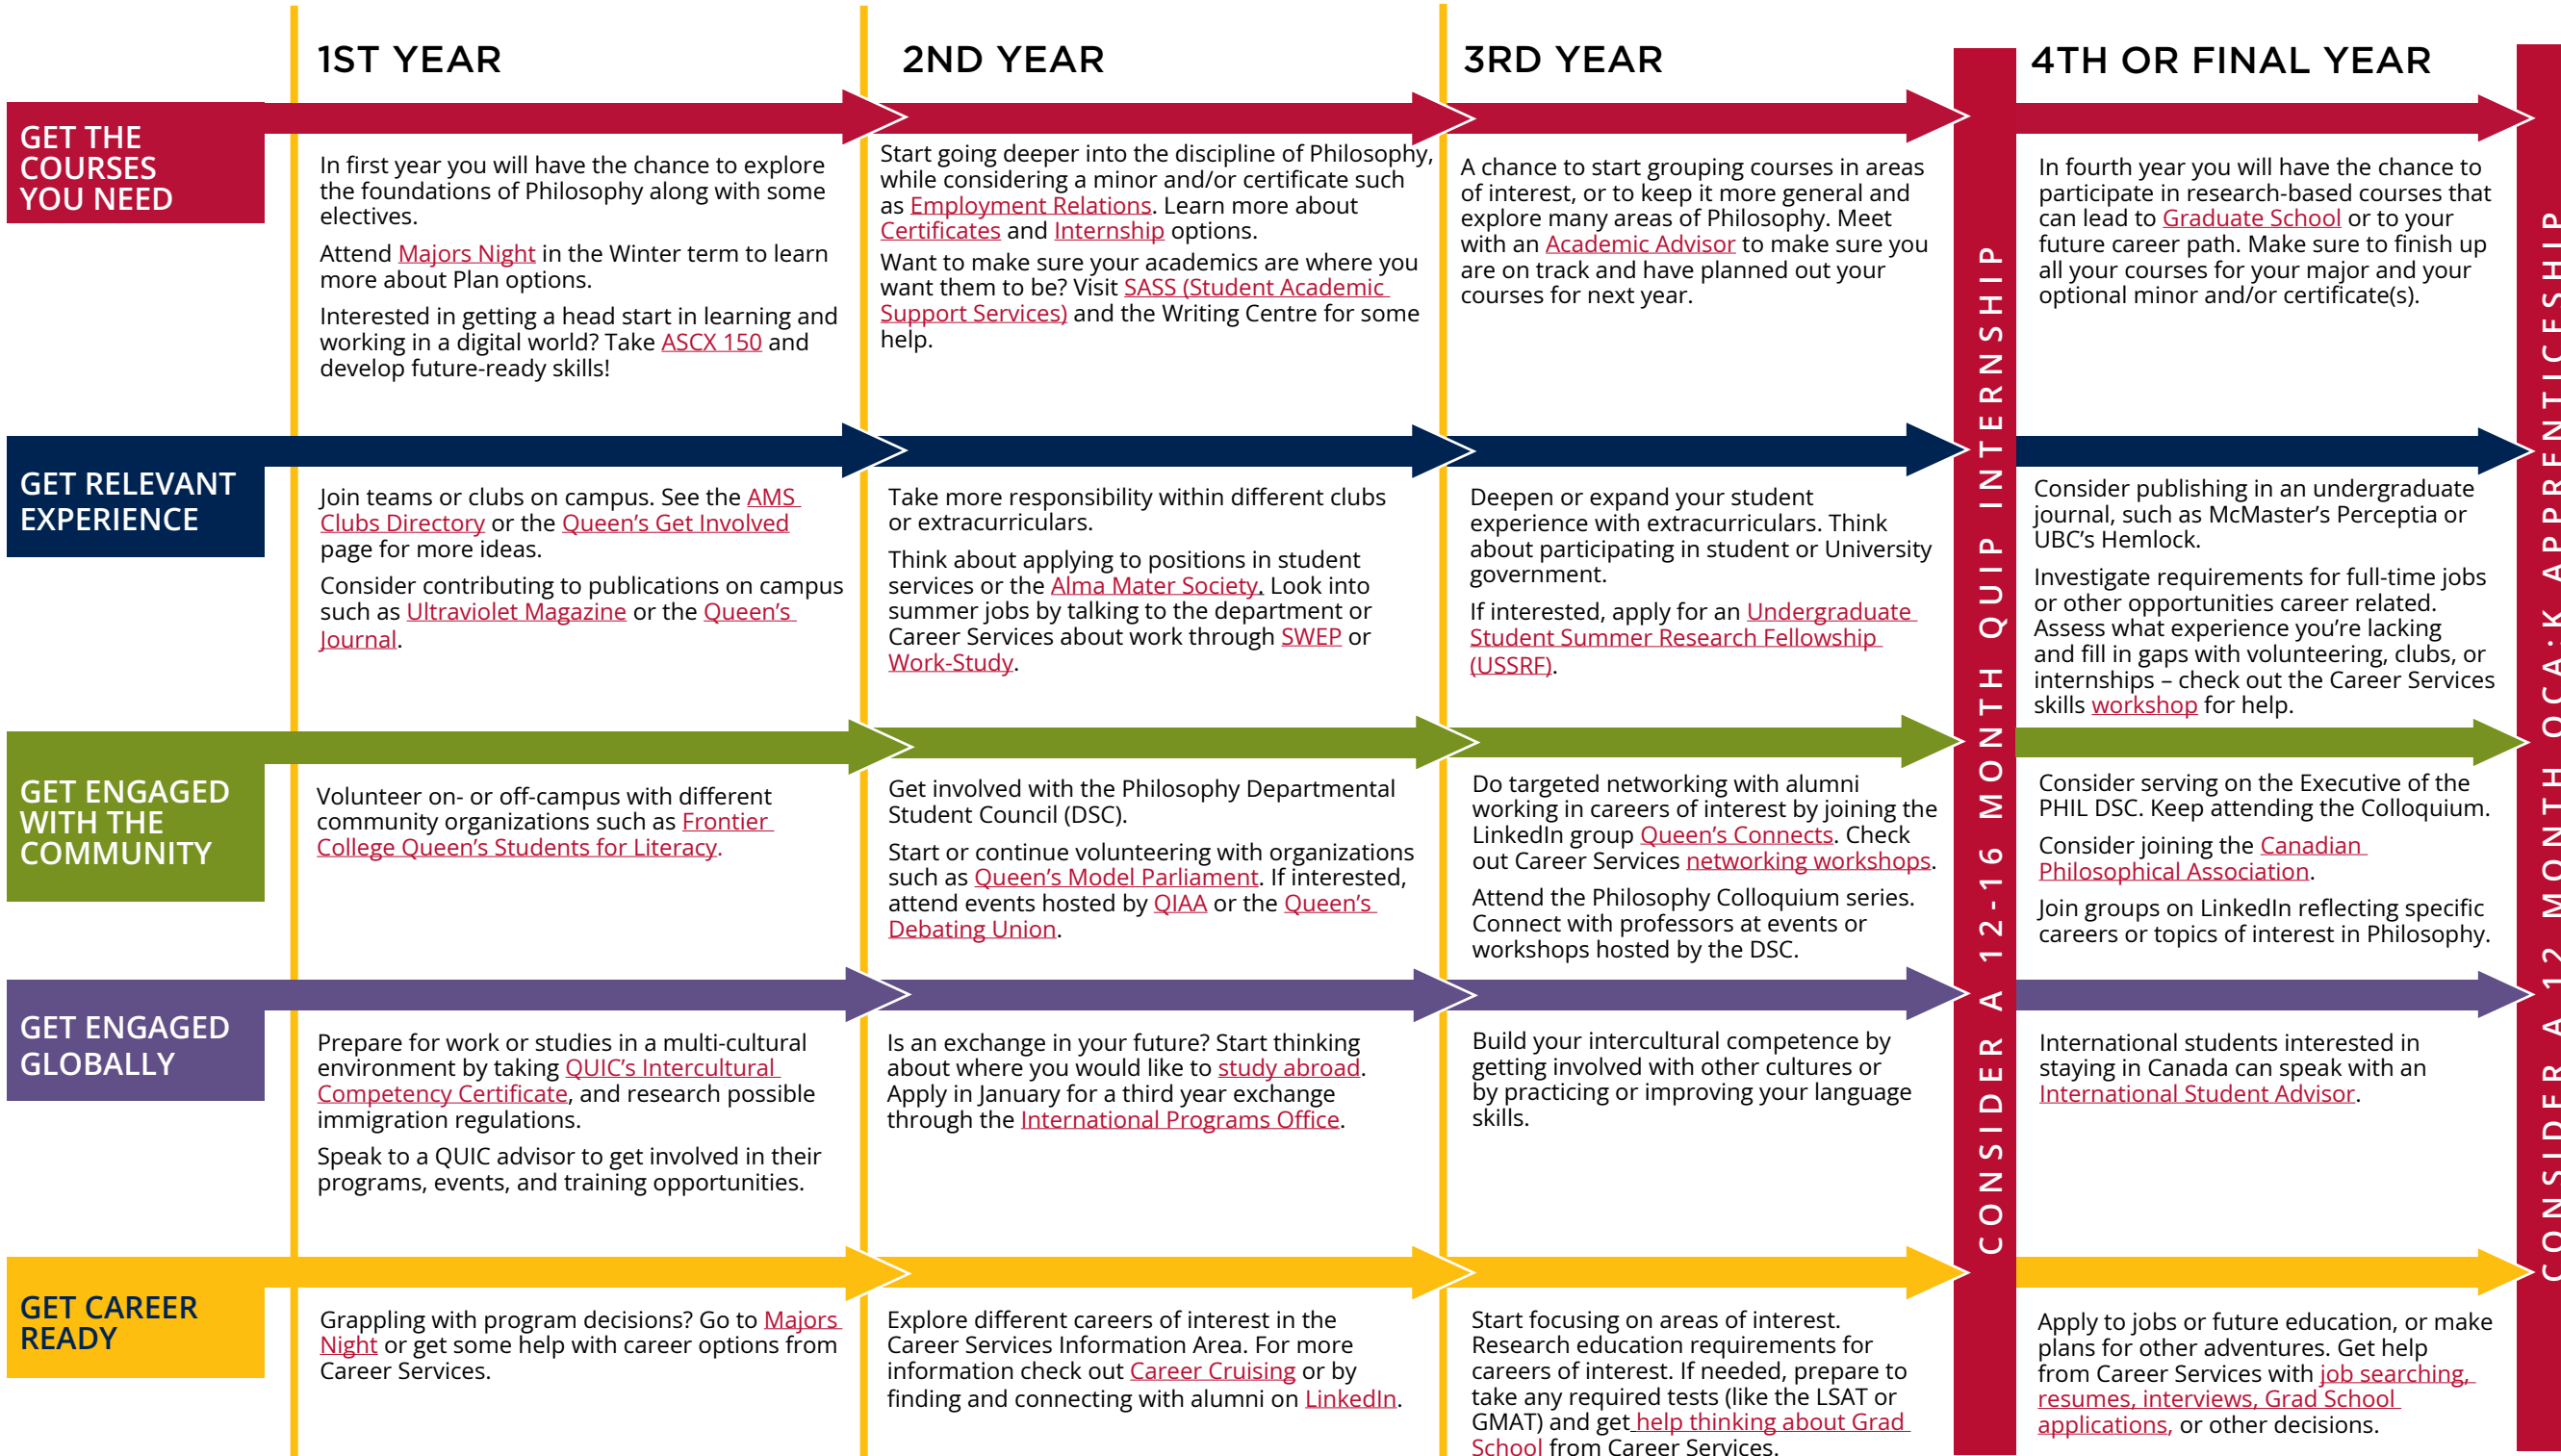 1ST YEAR
2ND YEAR
3RD YEAR
4TH OR FINAL YEAR
GET THE
COURSES
YOU NEED
In first year you will have the chance to explore
the foundations of Philosophy along with some
electives.
Attend Majors Night in the Winter term to learn
more about Plan options.
Interested in getting a head start in learning and
working in a digital world? Take ASCX 150 and
develop future-ready skills!
Start going deeper into the discipline of Philosophy,
while considering a minor and/or certificate such
as Employment Relations. Learn more about
Certificates and Internship options.
Want to make sure your academics are where you
want them to be? Visit SASS (Student Academic
Support Services) and the Writing Centre for some
help.
A chance to start grouping courses in areas
of interest, or to keep it more general and
explore many areas of Philosophy. Meet
with an Academic Advisor to make sure you
are on track and have planned out your
courses for next year.
In fourth year you will have the chance to
participate in research-based courses that
can lead to Graduate School or to your
future career path. Make sure to finish up
all your courses for your major and your
optional minor and/or certificate(s).
GET RELEVANT
EXPERIENCE
Join teams or clubs on campus. See the AMS
Clubs Directory or the Queen's Get Involved
page for more ideas.
Consider contributing to publications on campus
such as Ultraviolet Magazine or the Queen's
Journal.
Take more responsibility within different clubs
or extracurriculars.
Think about applying to positions in student
services or the Alma Mater Society. Look into
summer jobs by talking to the department or
Career Services about work through SWEP or
Work-Study.
Deepen or expand your student
experience with extracurriculars. Think
about participating in student or University
government.
If interested, apply for an Undergraduate
Student Summer Research Fellowship
(USSRF).
Consider publishing in an undergraduate
journal, such as McMaster's Perceptia or
UBC's Hemlock.
Investigate requirements for full-time jobs
or other opportunities career related.
Assess what experience you're lacking
and fill in gaps with volunteering, clubs, or
internships – check out the Career Services
skills workshop for help.
GET ENGAGED
WITH THE
COMMUNITY
Volunteer on- or off-campus with different
community organizations such as Frontier
College Queen's Students for Literacy.
Get involved with the Philosophy Departmental
Student Council (DSC).
Start or continue volunteering with organizations
such as Queen's Model Parliament. If interested,
attend events hosted by QIAA or the Queen's
Debating Union.
Do targeted networking with alumni
working in careers of interest by joining the
LinkedIn group Queen's Connects. Check
out Career Services networking workshops.
Attend the Philosophy Colloquium series.
Connect with professors at events or
workshops hosted by the DSC.
Consider serving on the Executive of the
PHIL DSC. Keep attending the Colloquium.
Consider joining the Canadian
Philosophical Association.
Join groups on LinkedIn reflecting specific
careers or topics of interest in Philosophy.
GET ENGAGED
GLOBALLY
Prepare for work or studies in a multi-cultural
environment by taking QUIC's Intercultural
Competency Certificate, and research possible
immigration regulations.
Speak to a QUIC advisor to get involved in their
programs, events, and training opportunities.
Is an exchange in your future? Start thinking
about where you would like to study abroad.
Apply in January for a third year exchange
through the International Programs Office.
Build your intercultural competence by
getting involved with other cultures or
by practicing or improving your language
skills.
International students interested in
staying in Canada can speak with an
International Student Advisor.
GET CAREER
READY
Grappling with program decisions? Go to Majors
Night or get some help with career options from
Career Services.
Explore different careers of interest in the
Career Services Information Area. For more
information check out Career Cruising or by
finding and connecting with alumni on LinkedIn.
Start focusing on areas of interest.
Research education requirements for
careers of interest. If needed, prepare to
take any required tests (like the LSAT or
GMAT) and get help thinking about Grad
School from Career Services.
Apply to jobs or future education, or make
plans for other adventures. Get help
from Career Services with job searching,
resumes, interviews, Grad School
applications, or other decisions.
CONSIDER A 12-16 MONTH QUIP INTERNSHIP
CONSIDER A 12 MONTH OCA:K APPRENTICESHIP